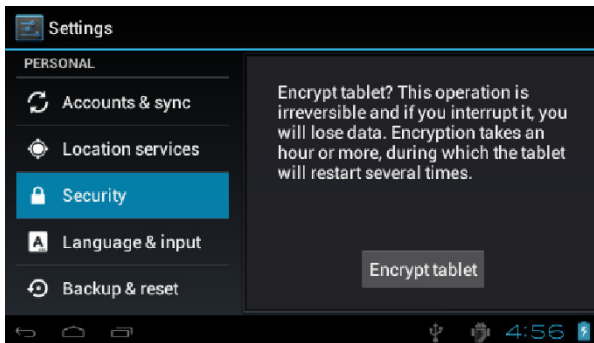 Settings
PERSONAL
Accounts & sync
Location services
Security
Language & input
Backup & reset
Encrypt tablet? This operation is
irreversible and if you interrupt it, you
will lose data. Encryption takes an
hour or more, during which the tablet
will restart several times.
Encrypt tablet
4:56